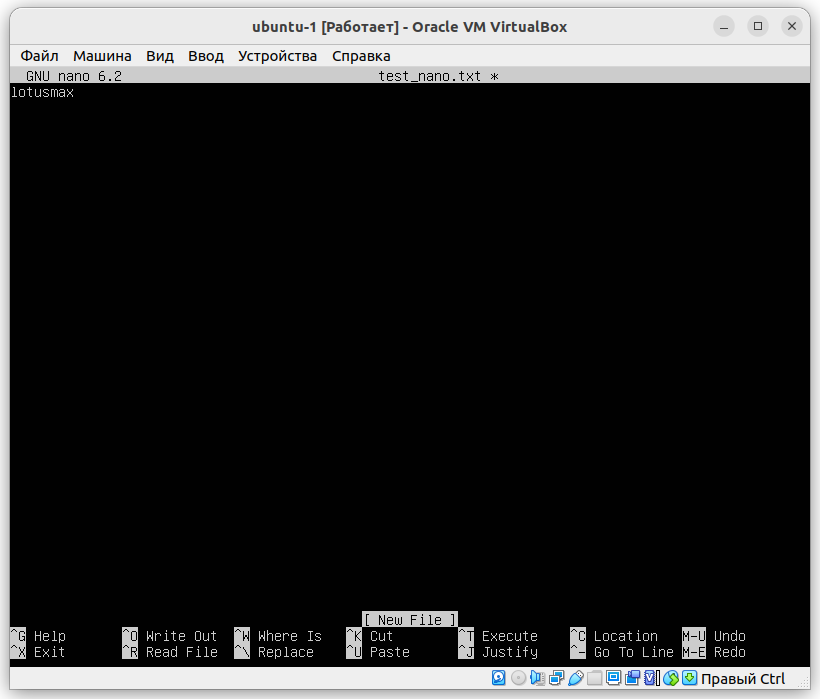 ubuntu-1 [Работает] - Oracle VM VirtualBox
Файл Машина Вид Ввод Устройства Справка
GNU nano 6.2 test_nano.txt *
lotusmax
[ New File ]
^G Help ^O Write Out ^W Where Is ^K Cut ^T Execute ^C Location M-U Undo
^X Exit ^R Read File ^\ Replace ^U Paste ^J Justify ^- Go To Line M-E Redo
Правый Ctrl